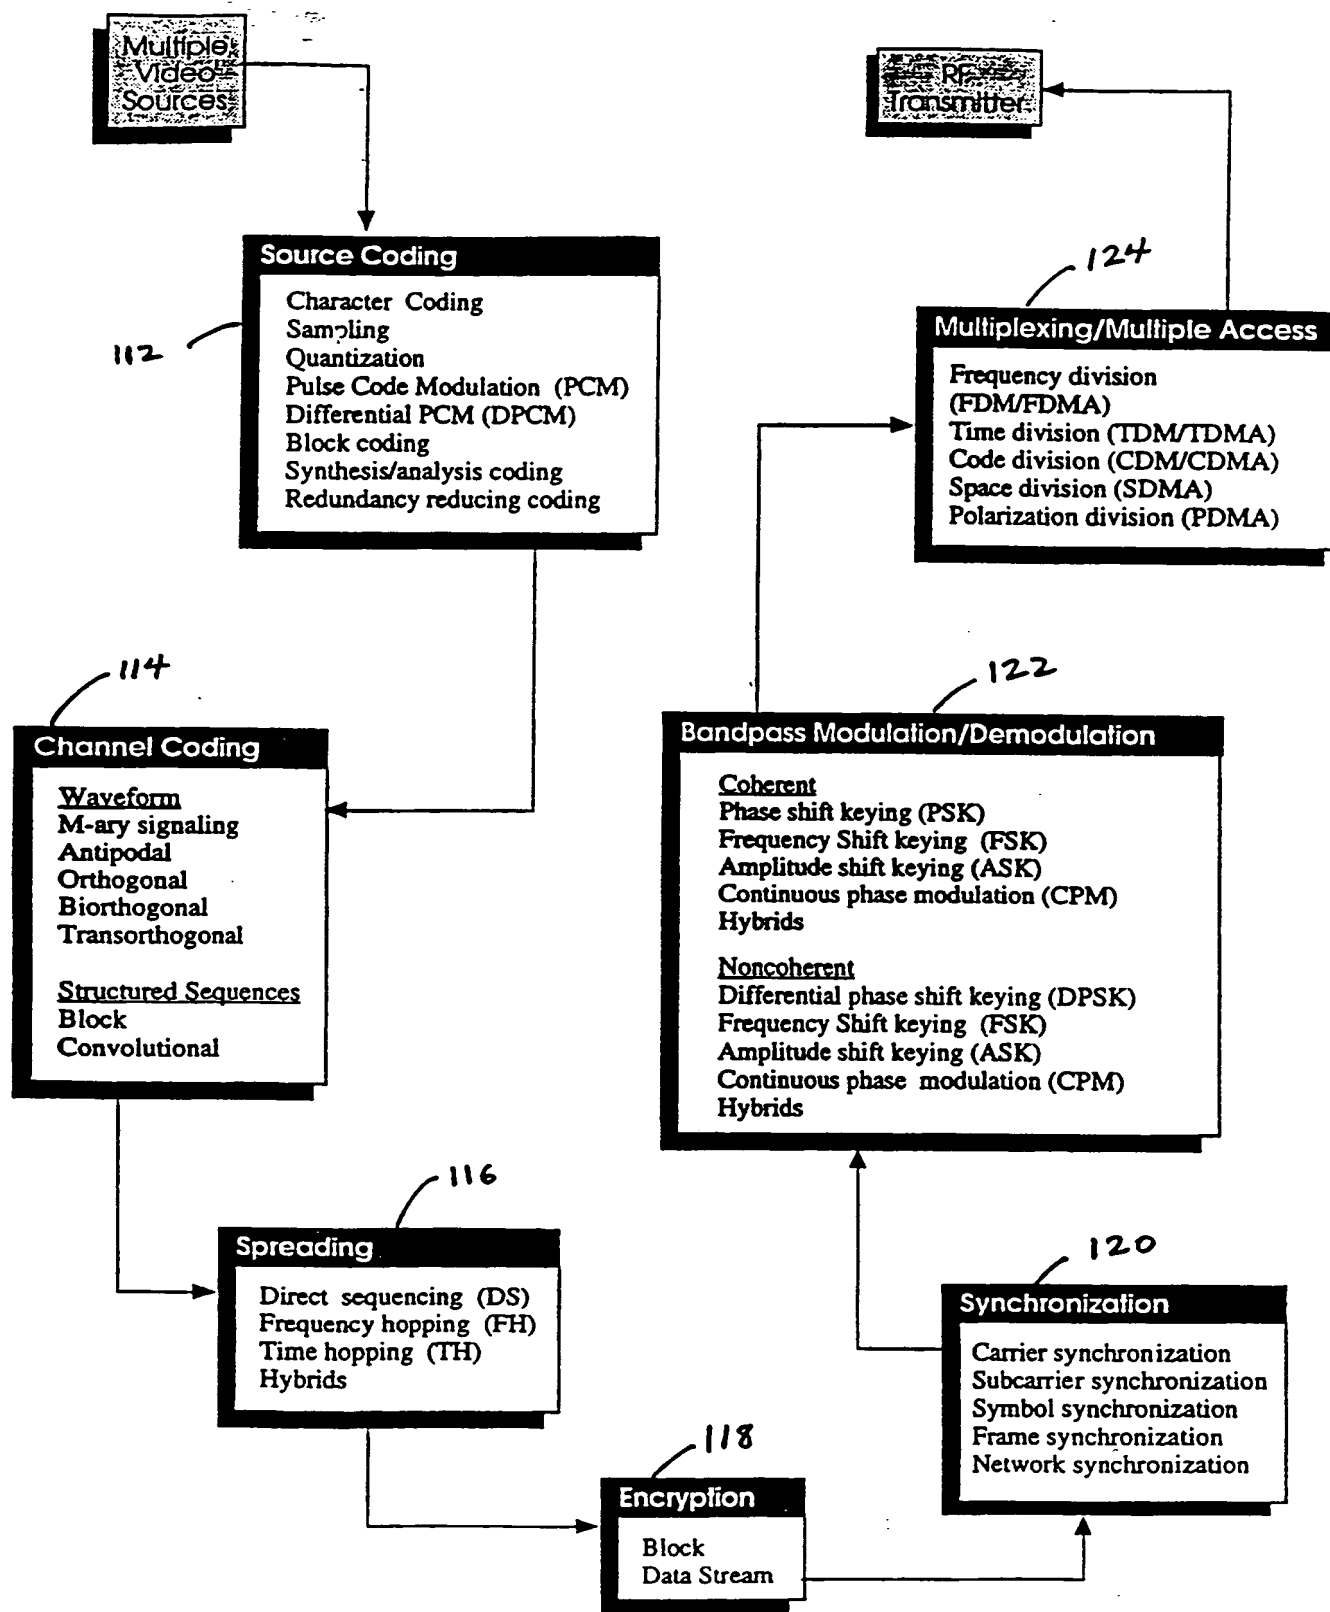 Multiple
Video
Sources
RF
Transmitter
112
Source Coding
Character Coding
Sampling
Quantization
Pulse Code Modulation (PCM)
Differential PCM (DPCM)
Block coding
Synthesis/analysis coding
Redundancy reducing coding
114
Channel Coding
Waveform
M-ary signaling
Antipodal
Orthogonal
Biorthogonal
Transorthogonal
Structured Sequences
Block
Convolutional
116
Spreading
Direct sequencing (DS)
Frequency hopping (FH)
Time hopping (TH)
Hybrids
118
Encryption
Block
Data Stream
120
Synchronization
Carrier synchronization
Subcarrier synchronization
Symbol synchronization
Frame synchronization
Network synchronization
122
Bandpass Modulation/Demodulation
Coherent
Phase shift keying (PSK)
Frequency Shift keying (FSK)
Amplitude shift keying (ASK)
Continuous phase modulation (CPM)
Hybrids
Noncoherent
Differential phase shift keying (DPSK)
Frequency Shift keying (FSK)
Amplitude shift keying (ASK)
Continuous phase modulation (CPM)
Hybrids
124
Multiplexing/Multiple Access
Frequency division
(FDM/FDMA)
Time division (TDM/TDMA)
Code division (CDM/CDMA)
Space division (SDMA)
Polarization division (PDMA)